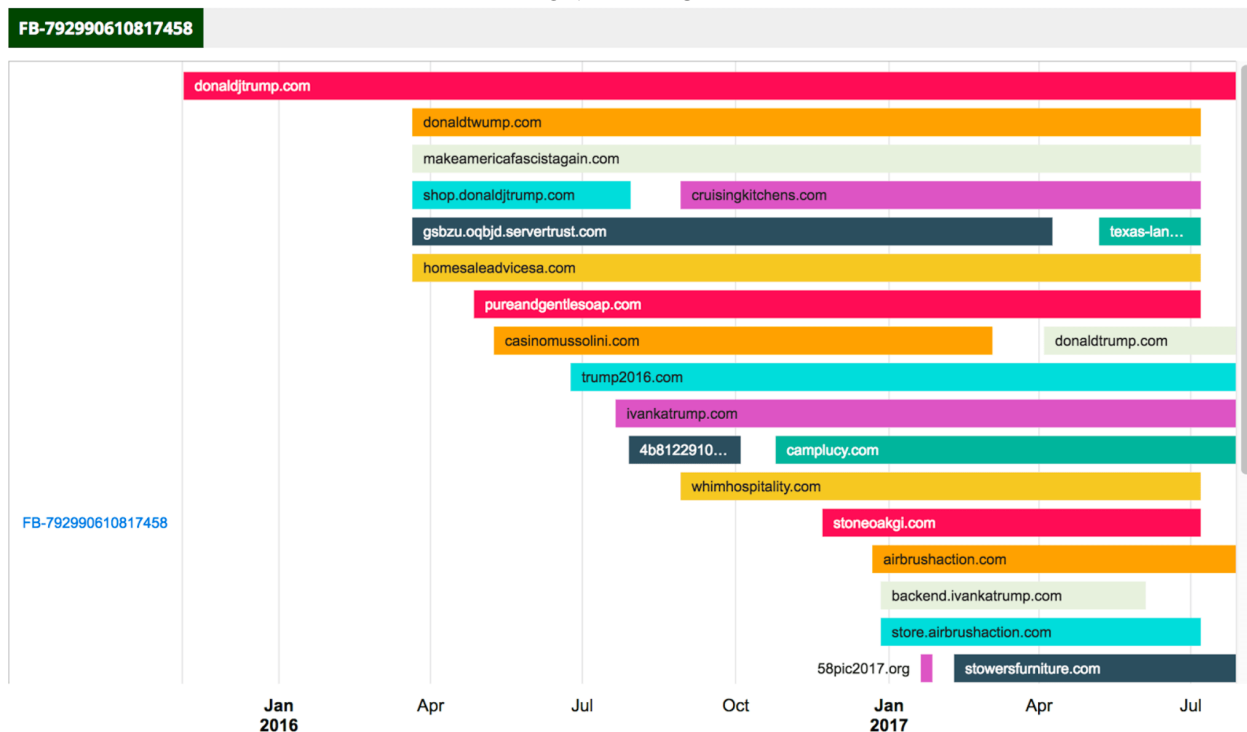 FB-792990610817458
donaldjtrump.com
donaldtwump.com
makeamericafascistagain.com
shop.donaldjtrump.com cruisingkitchens.com
gsbzu.oqbjd.servertrust.com texas-lan...
homesaleadvicesa.com
pureandgentlesoap.com
casinomussolini.com donaldtrump.com
trump2016.com
ivankatrump.com
4b8122910... camplucy.com
whimhospitality.com
FB-792990610817458 stoneoakgi.com
airbrushaction.com
backend.ivankatrump.com
store.airbrushaction.com
58pic2017.org stowersfurniture.com
Jan Apr Jul Oct Jan Apr Jul
2016 2017